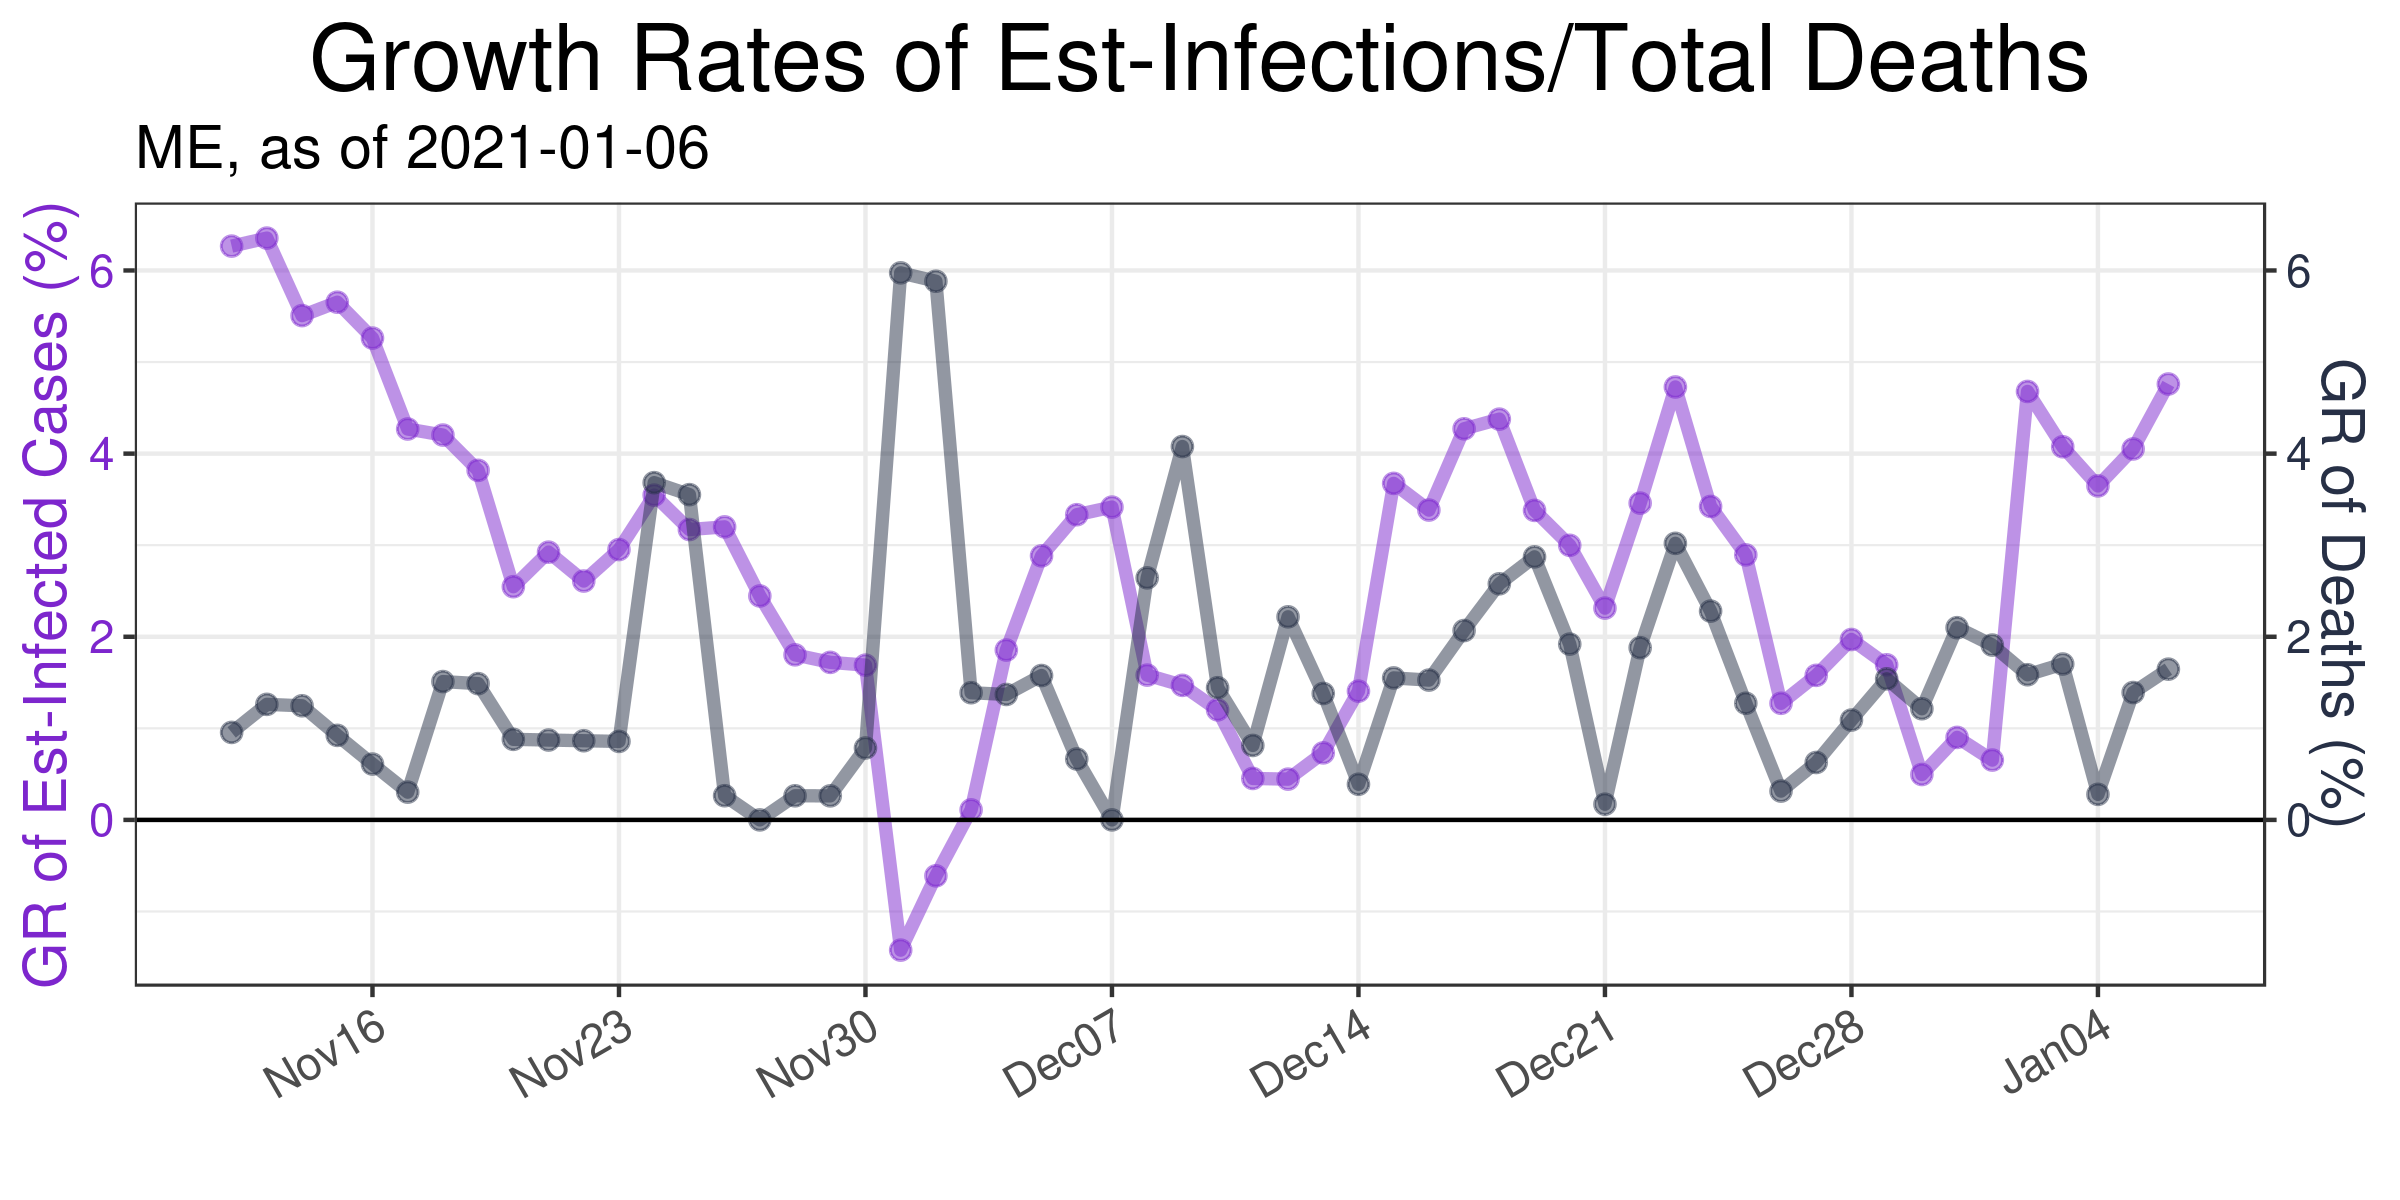 Growth Rates of Est-Infections/Total Deaths
ME, as of 2021-01-06
GR of Est-Infected Cases (%)
6
4
2
0
6
4
2
0
GR of Deaths (%)
Nov16
Nov23
Nov30
Dec07
Dec14
Dec21
Dec28
Jan04